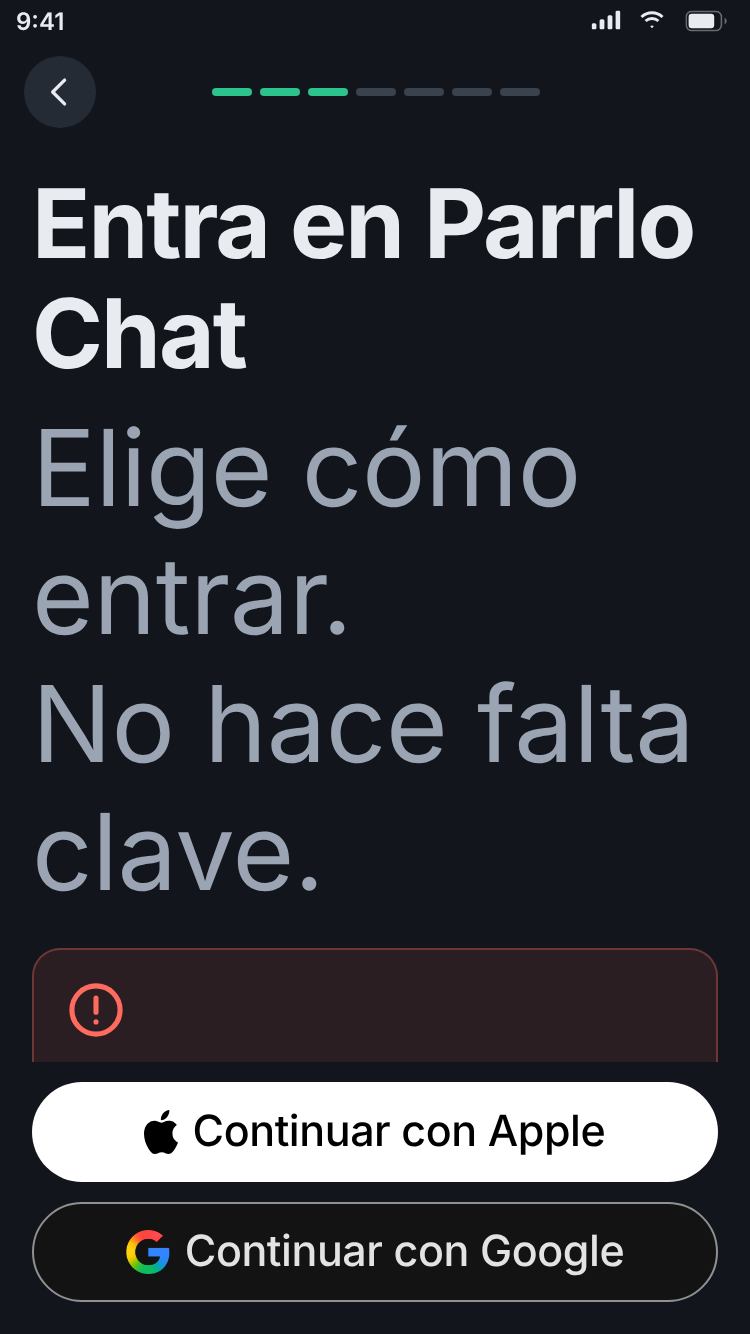 9:41
Entra en Parrlo
Chat
Elige cómo
entrar.
No hace falta
clave.
Continuar con Apple
Continuar con Google